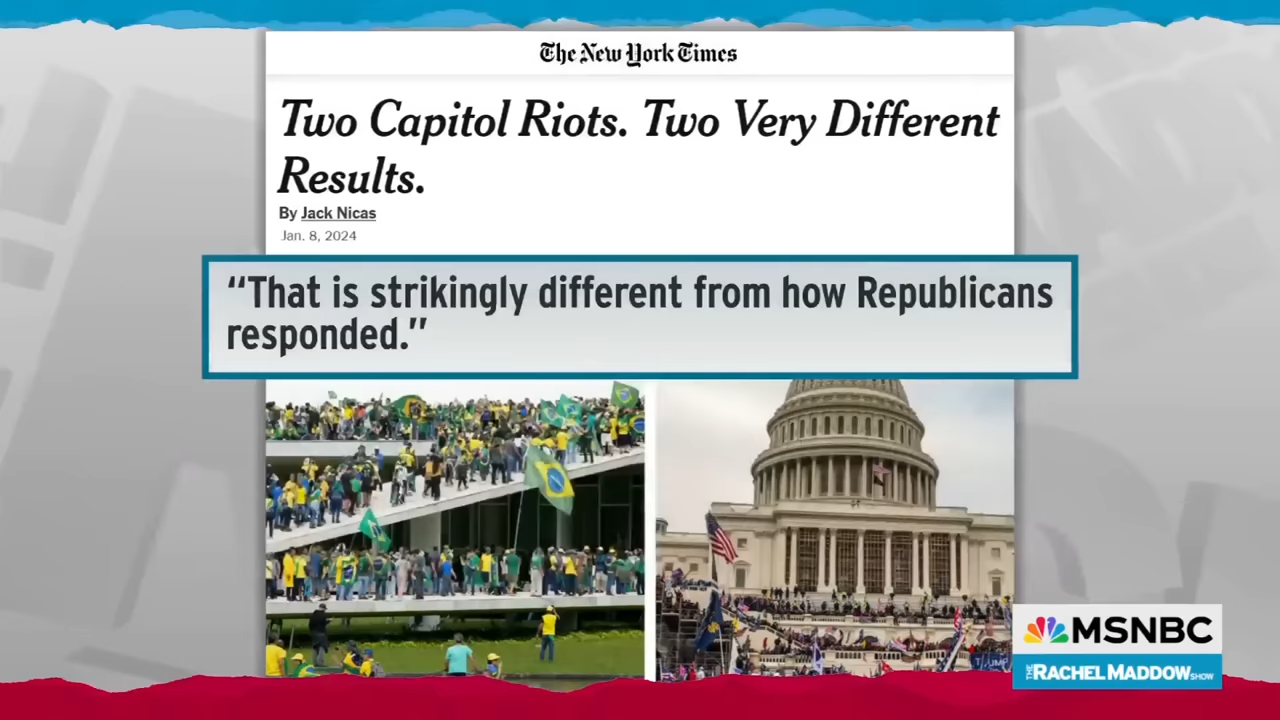 The New York Times
Two Capitol Riots. Two Very Different
Results.
By Jack Nicas
Jan. 8, 2024
“That is strikingly different from how Republicans
responded.”
TRUMP
MSNBC
THE RACHEL MADDOW SHOW